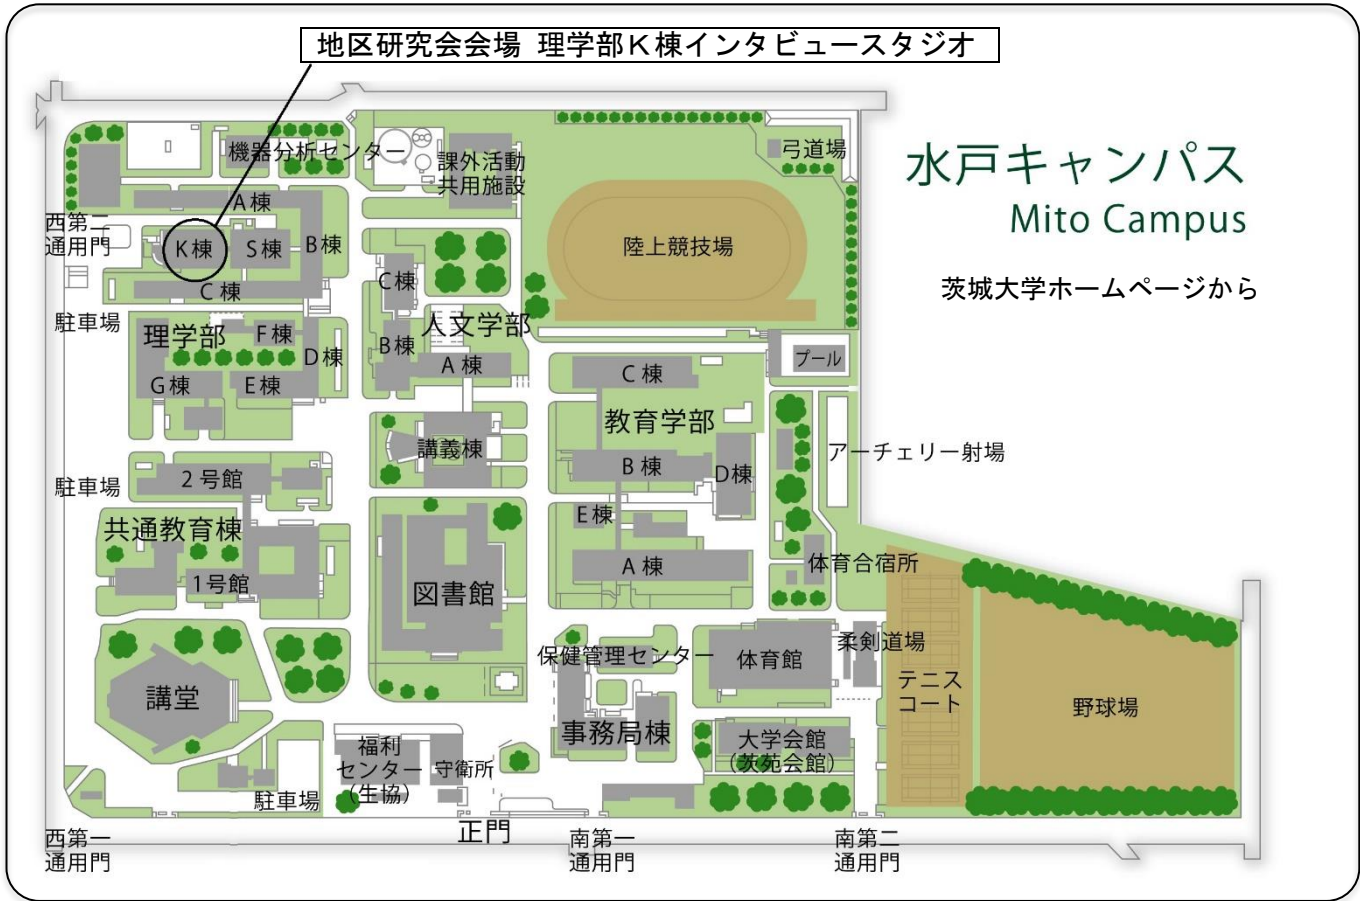 地区研究会会場 理学部K棟インタビュースタジオ
水戸キャンパス
Mito Campus
茨城大学ホームページから
機器分析センター
課外活動
共用施設
弓道場
A棟
西第二
通用門
K棟
S棟
B棟
C棟
陸上競技場
C棟
駐車場
理学部
F棟
D棟
人文学部
B棟
A棟
G棟
E棟
C棟
プール
教育学部
講義棟
アーチェリー射場
2号館
駐車場
B棟
D棟
共通教育棟
E棟
1号館
図書館
A棟
体育合宿所
保健管理センター
体育館
柔剣道場
講堂
テニス
コート
野球場
事務局棟
大学会館
(茨苑会館)
福利
センター
(生協)
守衛所
駐車場
正門
西第一
通用門
南第一
通用門
南第二
通用門